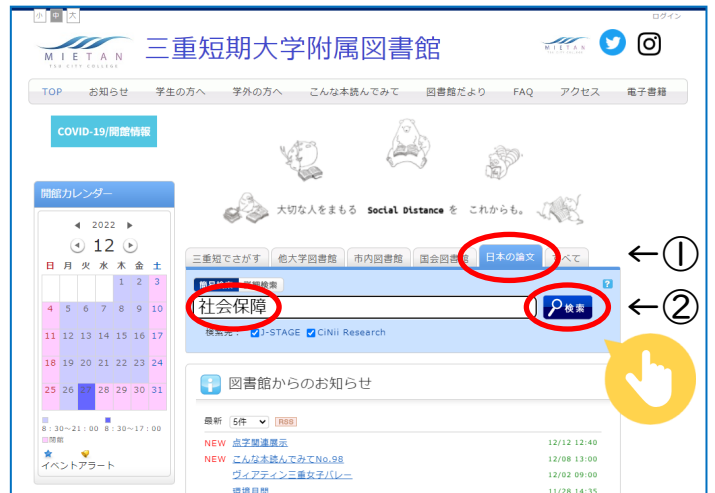 小 中 大
ログイン
MIETAN
TSU CITY COLLEGE
三重短期大学附属図書館
MIETAN
TOP お知らせ 学生の方へ 学外の方へ こんな本読んでみて 図書館だより FAQ アクセス 電子書籍
COVID-19/開館情報
大切な人をまもる Social Distance を これからも。
開館カレンダー
2022
12
日 月 火 水 木 金 土
1 2 3
4 5 6 7 8 9 10
11 12 13 14 15 16 17
18 19 20 21 22 23 24
25 26 27 28 29 30 31
8:30～21:00 8:30～17:00
閉館
イベントアラート
三重短でさがす 他大学図書館 市内図書館 国会図書館 日本の論文 すべて
←①
簡易検索 詳細検索
?
社会保障
検索
←②
検索先: J-STAGE CiNii Research
図書館からのお知らせ
最新 5件 RSS
NEW 点字関連展示 12/12 12:40
NEW こんな本読んでみてNo.98 12/08 13:00
ヴィアティン三重女子バレー 12/02 09:00
環境月間 11/28 14:35